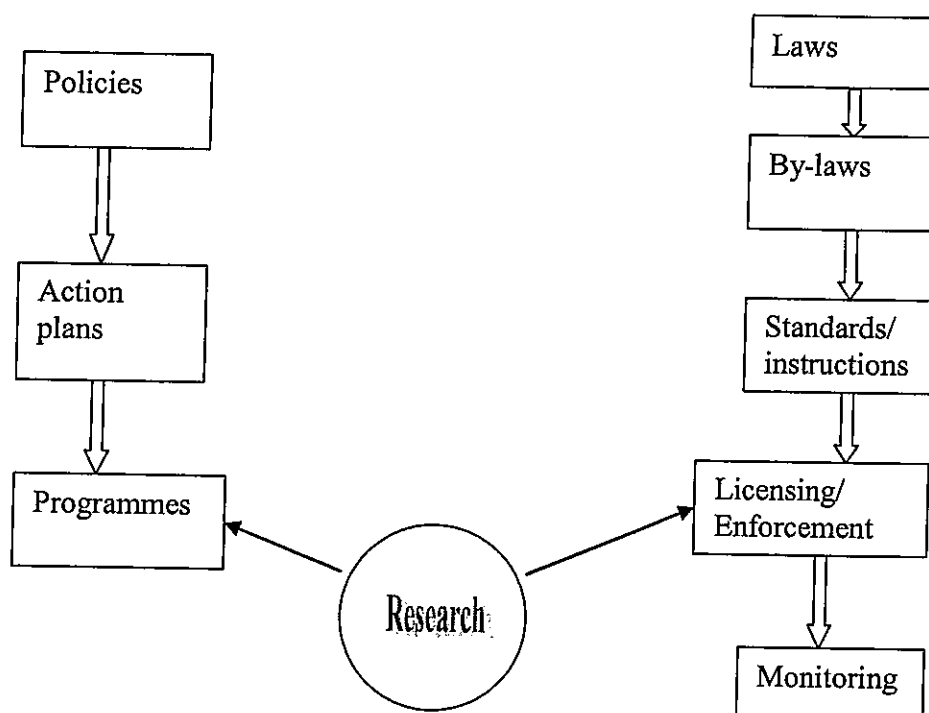 Policies
Action
plans
Programmes
Research
Laws
By-laws
Standards/
instructions
Licensing/
Enforcement
Monitoring